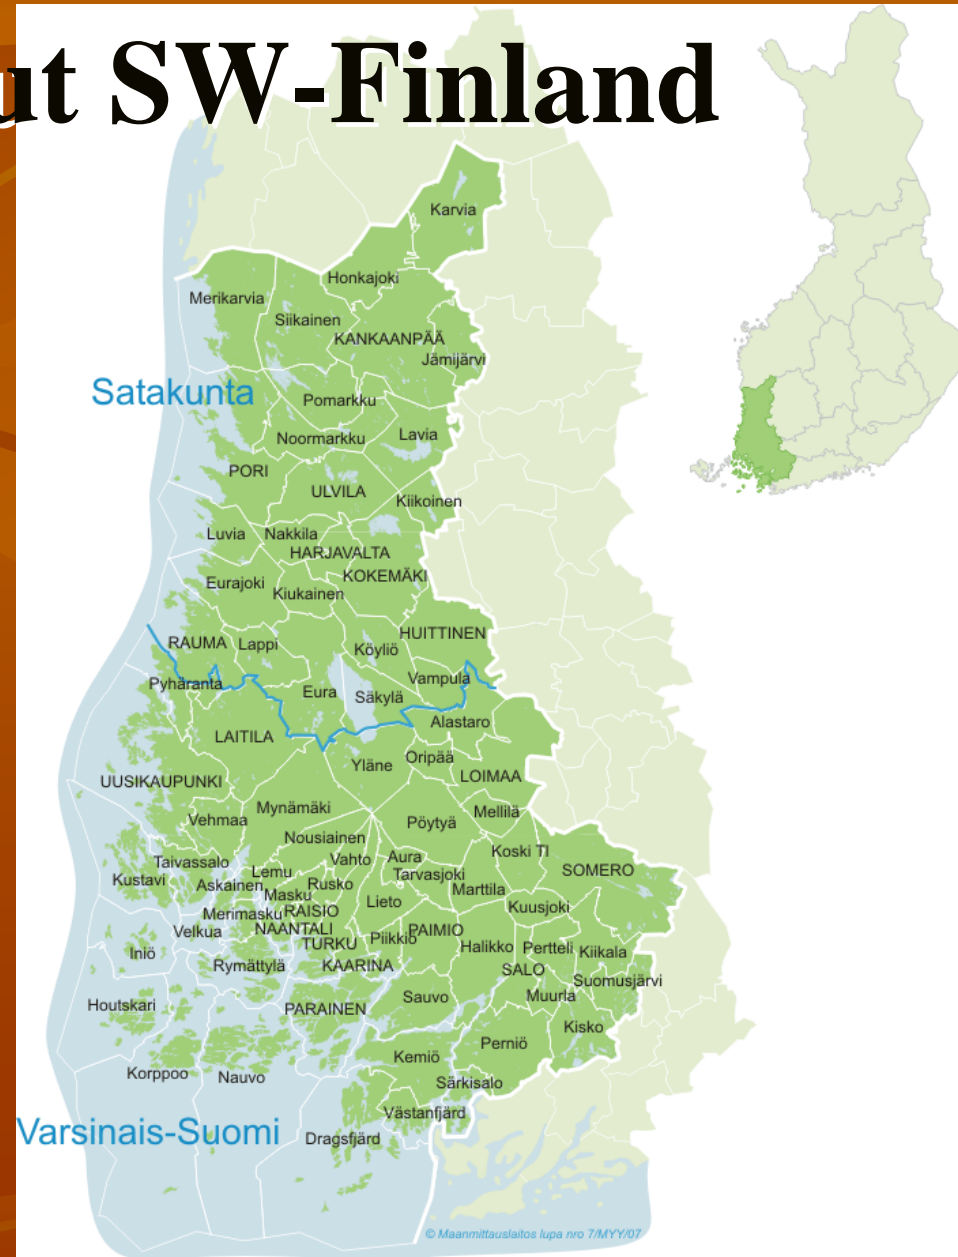 ut SW-Finland
Karvia
Honkajoki
Merikarvia
Siikainen
KANKAANPÄÄ
Jämijärvi
Satakunta
Pomarkku
Noormarkku
Lavia
PORI
ULVILA
Kiikoinen
Luvia
Nakkila
HARJAVALTA
KOKEMÄKI
Eurajoki
Kiukainen
HUITTINEN
RAUMA
Lappi
Köyliö
Vampula
Pyhäranta
Eura
Säkylä
Alastaro
LAITILA
Yläne
Oripää
LOIMAA
UUSIKAUPUNKI
Mynämäki
Mellilä
Vehmaa
Pöytyä
Nousiainen
Koski Tl
Taivassalo
Vahto
Aura
SOMERO
Kustavi
Askainen
Lemu
Tarvasjoki
Masku
Rusko
Marttila
Lieto
Kuusjoki
Merimasku
RAISIO
Velkua
NAANTALI
PAIMIO
TURKU
Piikkiö
Halikko
Pertteli
Kiikala
Iniö
Rymättylä
KAARINA
SALO
Suomusjärvi
Houtskari
PARAINEN
Sauvo
Muurla
Kisko
Perniö
Kemiö
Korppoo
Nauvo
Särkisalo
Västanfjärd
Varsinais-Suomi
Dragsfjärd
© Maanmittauslaitos lupa nro 7/MYY/07